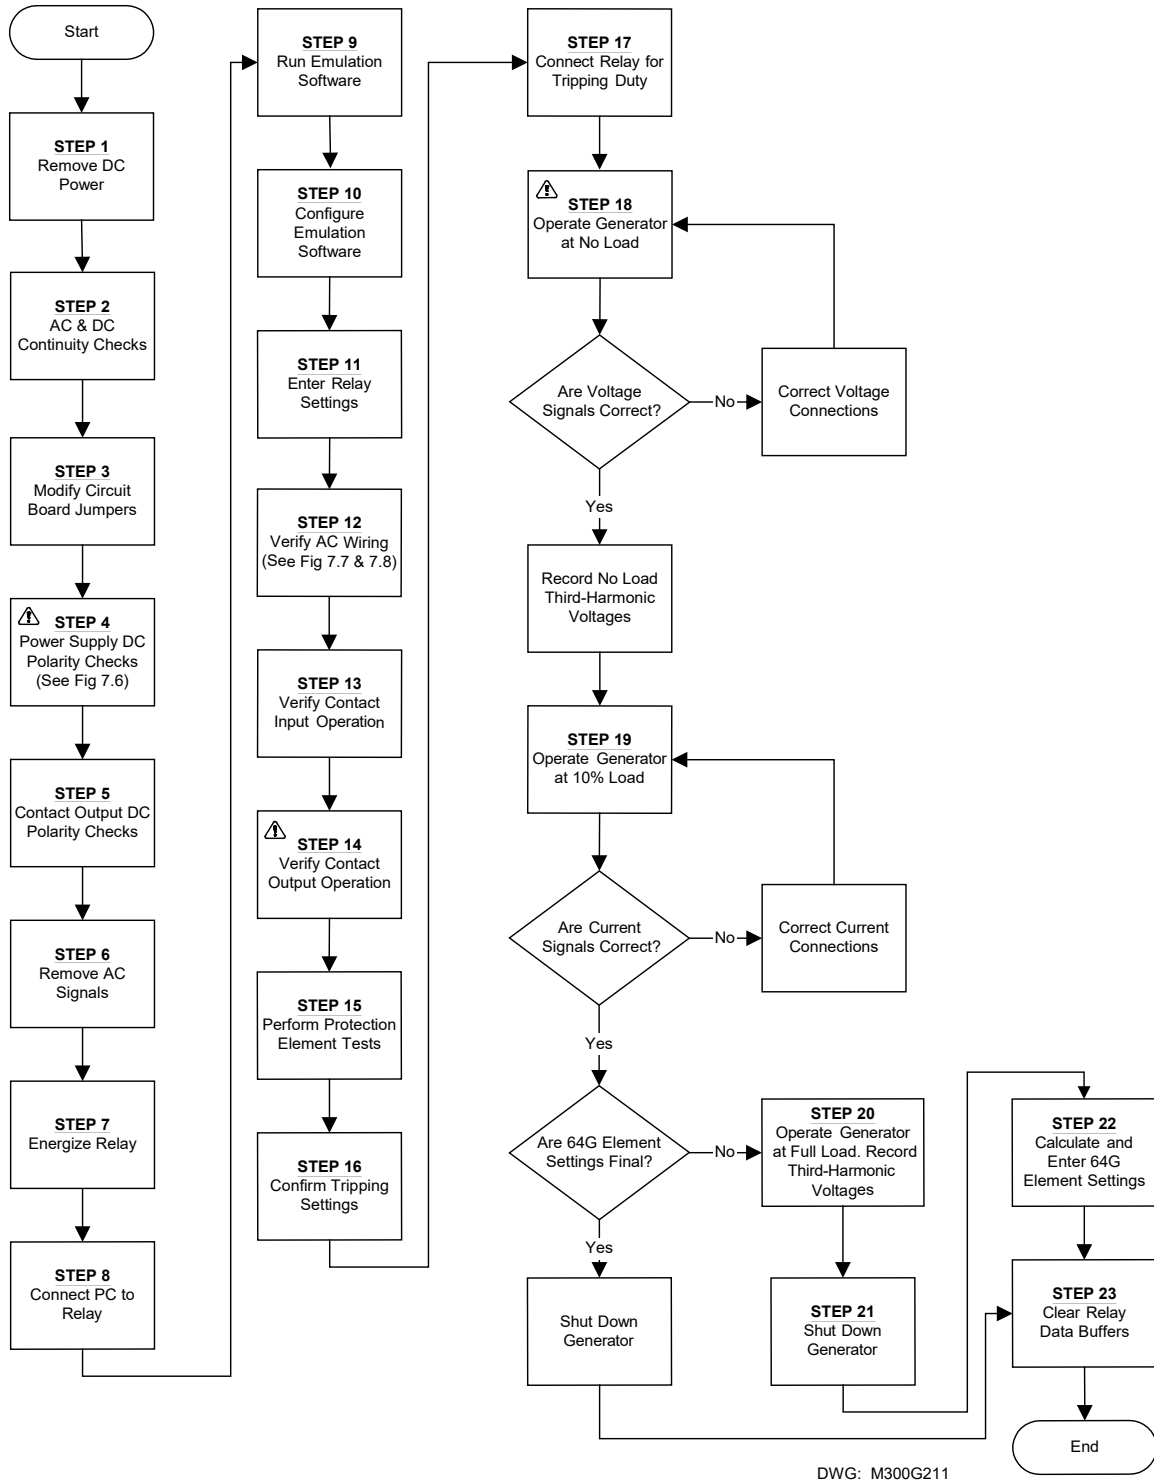 Start
STEP 1
Remove DC
Power
STEP 2
AC & DC
Continuity Checks
STEP 3
Modify Circuit
Board Jumpers
STEP 4
Power Supply DC
Polarity Checks
(See Fig 7.6)
STEP 5
Contact Output DC
Polarity Checks
STEP 6
Remove AC
Signals
STEP 7
Energize Relay
STEP 8
Connect PC to
Relay
STEP 9
Run Emulation
Software
STEP 10
Configure
Emulation
Software
STEP 11
Enter Relay
Settings
STEP 12
Verify AC Wiring
(See Fig 7.7 & 7.8)
STEP 13
Verify Contact
Input Operation
STEP 14
Verify Contact
Output Operation
STEP 15
Perform Protection
Element Tests
STEP 16
Confirm Tripping
Settings
STEP 17
Connect Relay for
Tripping Duty
STEP 18
Operate Generator
at No Load
Are Voltage
Signals Correct?
No
Correct Voltage
Connections
Yes
Record No Load
Third-Harmonic
Voltages
STEP 19
Operate Generator
at 10% Load
Are Current
Signals Correct?
No
Correct Current
Connections
Yes
Are 64G Element
Settings Final?
No
STEP 20
Operate Generator
at Full Load. Record
Third-Harmonic
Voltages
Yes
Shut Down
Generator
STEP 21
Shut Down
Generator
STEP 22
Calculate and
Enter 64G
Element Settings
STEP 23
Clear Relay
Data Buffers
End
DWG: M300G211